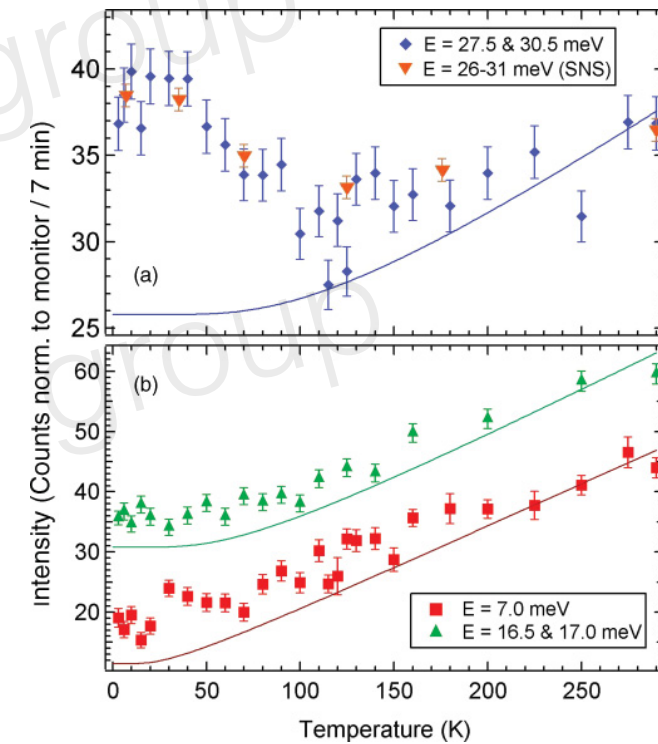 group
40
35
30
25
E = 27.5 & 30.5 meV
E = 26-31 meV (SNS)
(a)
group
Intensity (Counts norm. to monitor / 7 min)
60
50
40
30
20
(b)
E = 7.0 meV
E = 16.5 & 17.0 meV
0
50
100
150
200
250
Temperature (K)